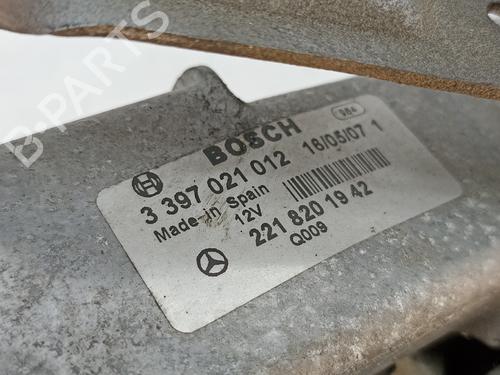 B-PARTS
384
BOSCH
3 397 021 012 16/05/07 1
Made in Spain
12V
221 820 19 42
Q009